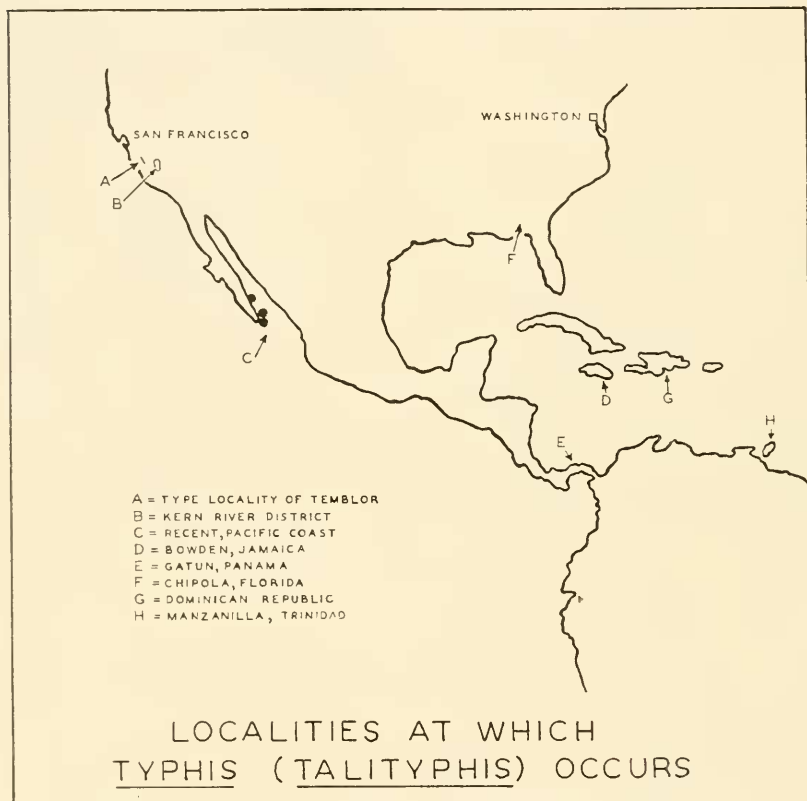 SAN FRANCISCO
WASHINGTON
A
B
F
C
D
G
H
E
A = TYPE LOCALITY OF TEMBLOR
B = KERN RIVER DISTRICT
C = RECENT, PACIFIC COAST
D = BOWDEN, JAMAICA
E = GATUN, PANAMA
F = CHIPOLA, FLORIDA
G = DOMINICAN REPUBLIC
H = MANZANILLA, TRINIDAD
LOCALITIES AT WHICH
TYPHIS (TALITYPHIS) OCCURS